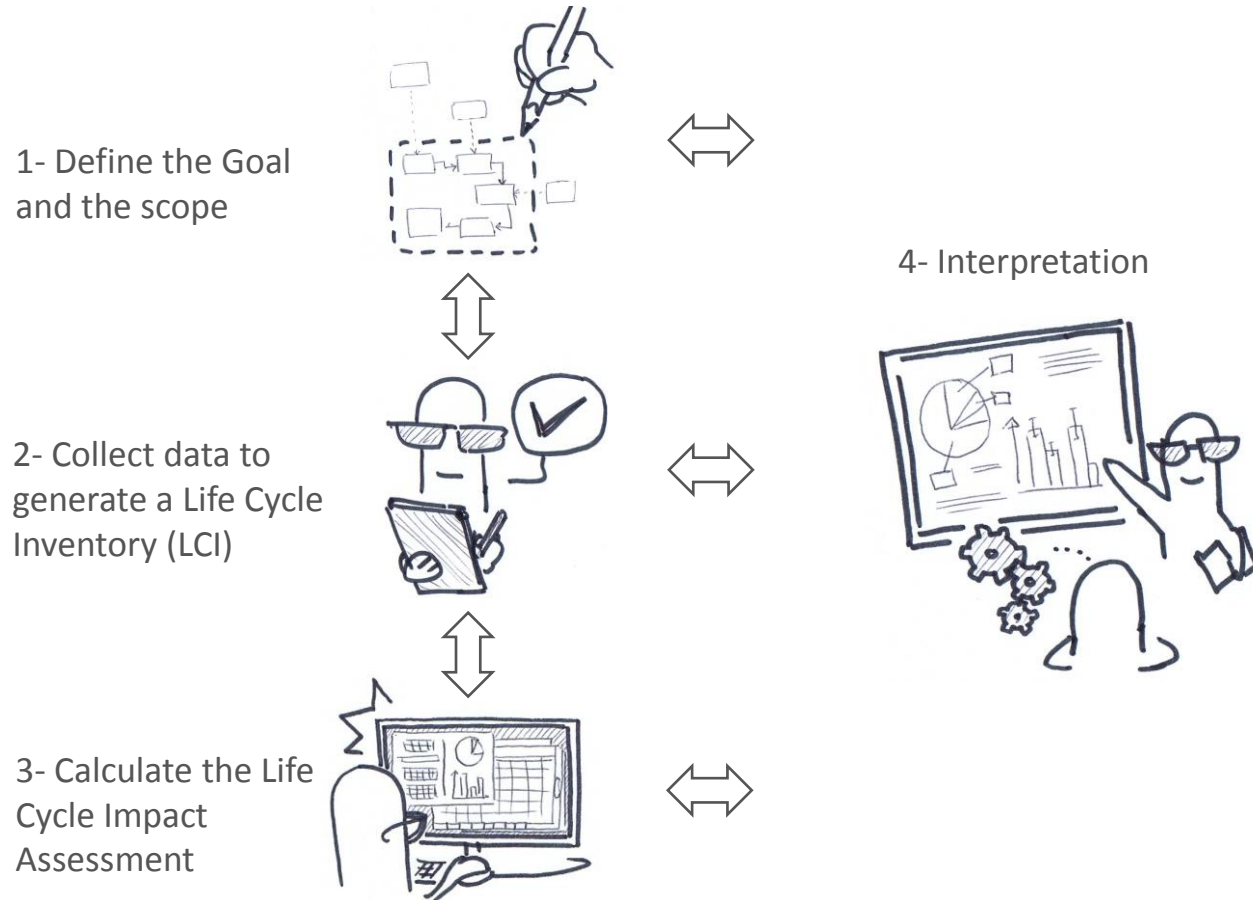 1- Define the Goal
and the scope
4- Interpretation
2- Collect data to
generate a Life Cycle
Inventory (LCI)
3- Calculate the Life
Cycle Impact
Assessment